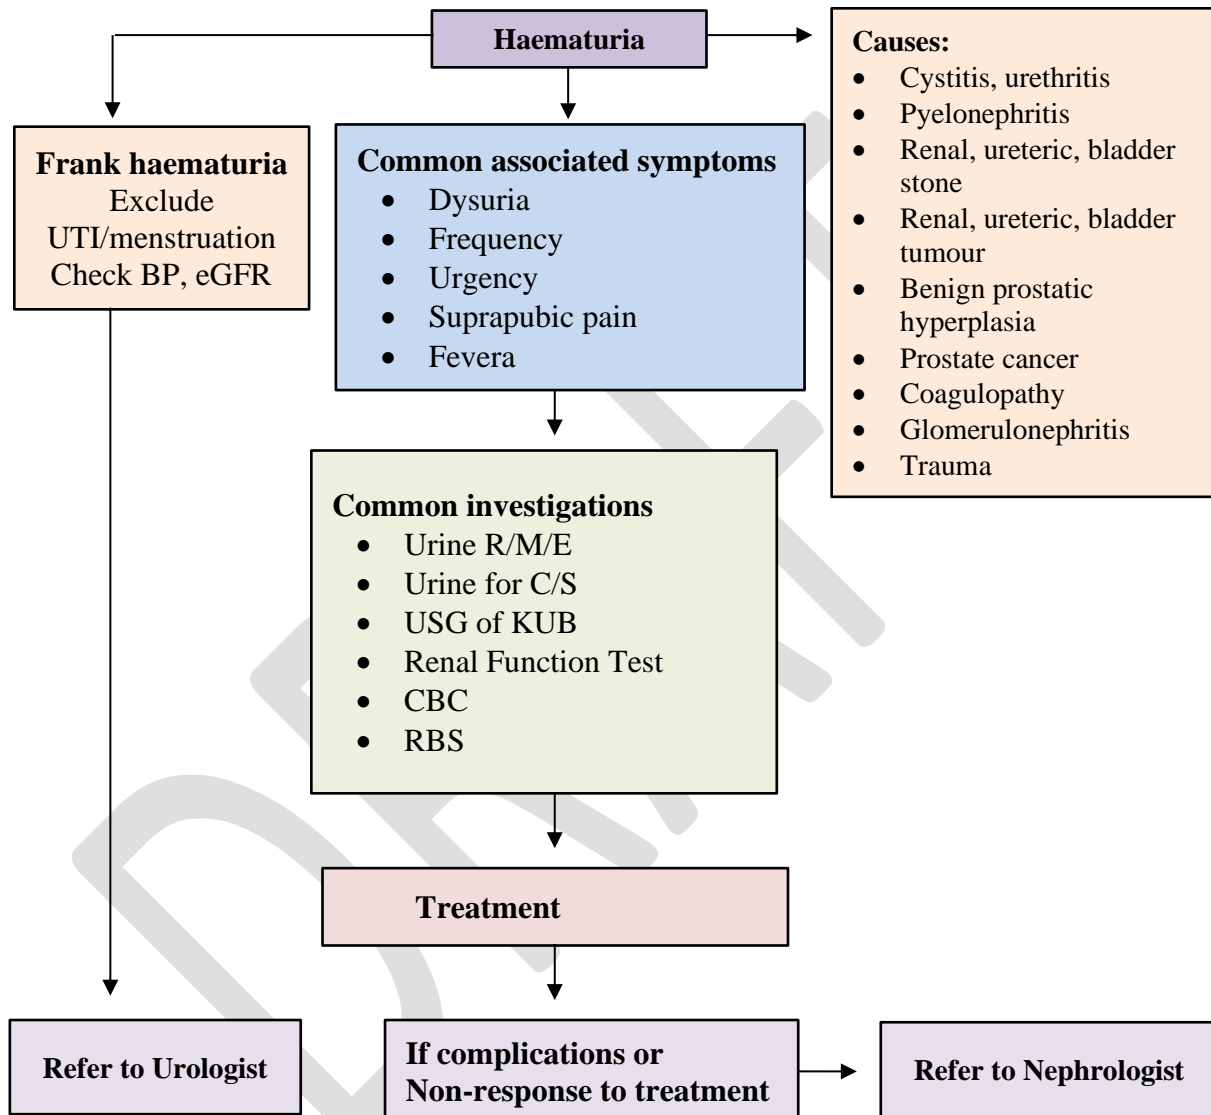 Haematuria
Frank haematuria
Exclude
UTI/menstruation
Check BP, eGFR
Common associated symptoms
• Dysuria
• Frequency
• Urgency
• Suprapubic pain
• Fevera
Causes:
• Cystitis, urethritis
• Pyelonephritis
• Renal, ureteric, bladder
stone
• Renal, ureteric, bladder
tumour
• Benign prostatic
hyperplasia
• Prostate cancer
• Coagulopathy
• Glomerulonephritis
• Trauma
Common investigations
• Urine R/M/E
• Urine for C/S
• USG of KUB
• Renal Function Test
• CBC
• RBS
Treatment
Refer to Urologist
If complications or
Non-response to treatment
Refer to Nephrologist
DRAFT